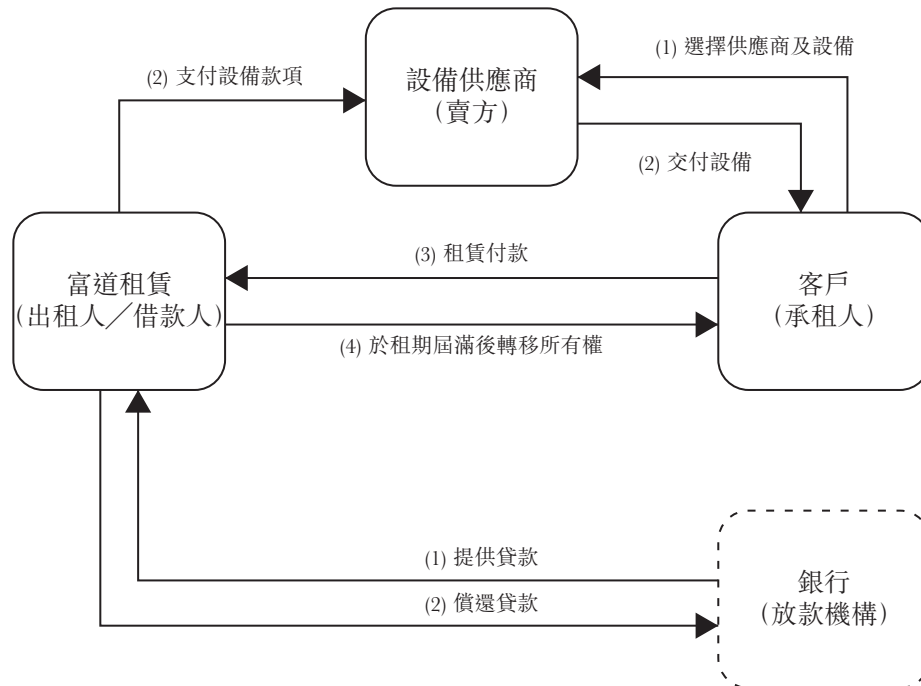 (1) 選擇供應商及設備
(2) 支付設備款項
設備供應商
(賣方)
(2) 交付設備
(3) 租賃付款
富道租賃
(出租人／借款人)
客戶
(承租人)
(4) 於租期屆滿後轉移所有權
(1) 提供貸款
(2) 償還貸款
銀行
(放款機構)